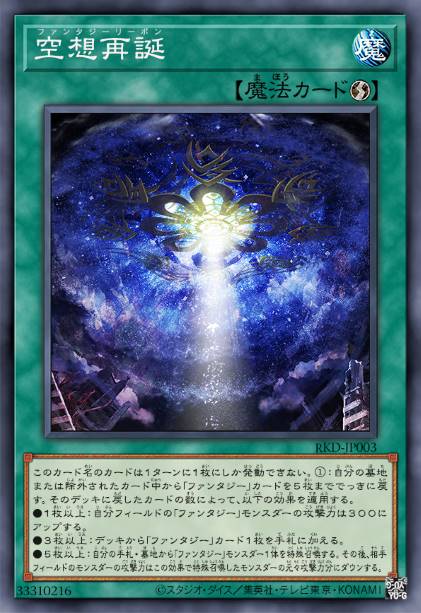 ファンタジーリーボン
空想再誕
魔
【魔法カード】
RKD-JP003
このカード名のカードは1ターンに1枚にしか発動できない。①:自分の墓地
または除外されたカード中から「ファンタジー」カードを5枚まででっきに戻
す。そのデッキに戻したカードの数によって、以下の効果を適用する。
●1枚以上:自分フィールドの「ファンタジー」モンスターの攻撃力は300に
アップする。
●3枚以上:デッキから「ファンタジー」カード1枚を手札に加える。
●5枚以上:自分の手札、墓地から「ファンタジー」モンスター1体を特殊召喚する。その後、相手
フィールドのモンスターの攻撃力はこの効果で特殊召喚したモンスターの元々攻撃力分にダウンする。
33310216
©スタジオ・ダイス/集英社・テレビ東京・KONAMI